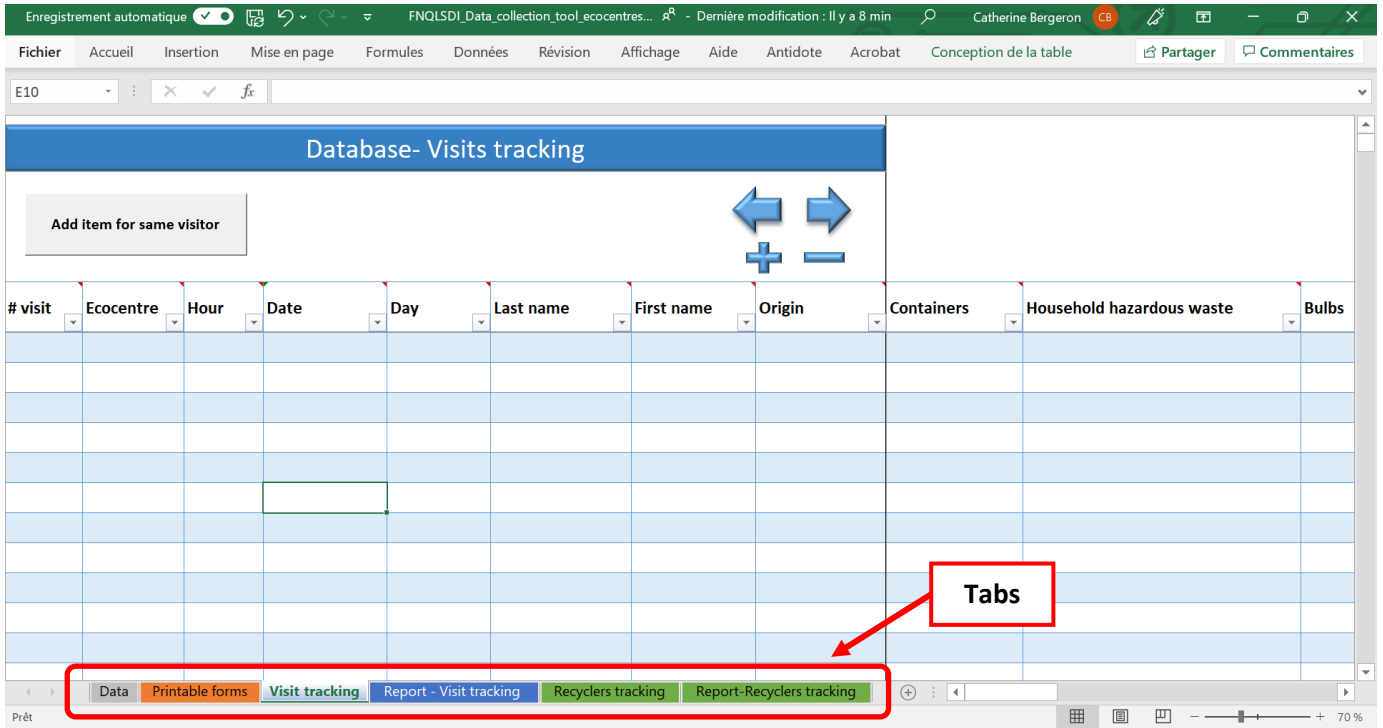 Enregistrement automatique FNQLSDI_Data_collection_tool_ecocentres... - Dernière modification : Il y a 8 min Catherine Bergeron CB
Fichier Accueil Insertion Mise en page Formules Données Révision Affichage Aide Antidote Acrobat Conception de la table Partager Commentaires
E10 fx
Database- Visits tracking
Add item for same visitor
# visit Ecocentre Hour Date Day Last name First name Origin Containers Household hazardous waste Bulbs
Tabs
Data Printable forms Visit tracking Report - Visit tracking Recyclers tracking Report-Recyclers tracking
Prêt 70 %